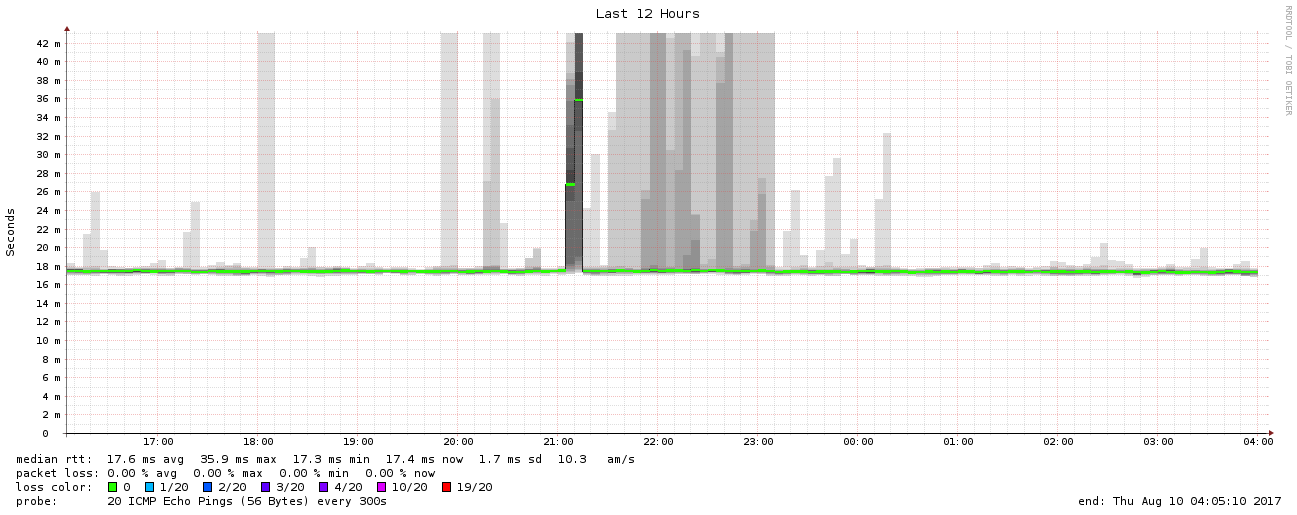 Last 12 Hours
RRDTOOL / TOBI OETIKER
Seconds
42 m
40 m
38 m
36 m
34 m
32 m
30 m
28 m
26 m
24 m
22 m
20 m
18 m
16 m
14 m
12 m
10 m
8 m
6 m
4 m
2 m
0
17:00 18:00 19:00 20:00 21:00 22:00 23:00 00:00 01:00 02:00 03:00 04:00
median rtt: 17.6 ms avg 35.9 ms max 17.3 ms min 17.4 ms now 1.7 ms sd 10.3 am/s
packet loss: 0.00 % avg 0.00 % max 0.00 % min 0.00 % now
loss color: 0 1/20 2/20 3/20 4/20 10/20 19/20
probe: 20 ICMP Echo Pings (56 Bytes) every 300s end: Thu Aug 10 04:05:10 2017